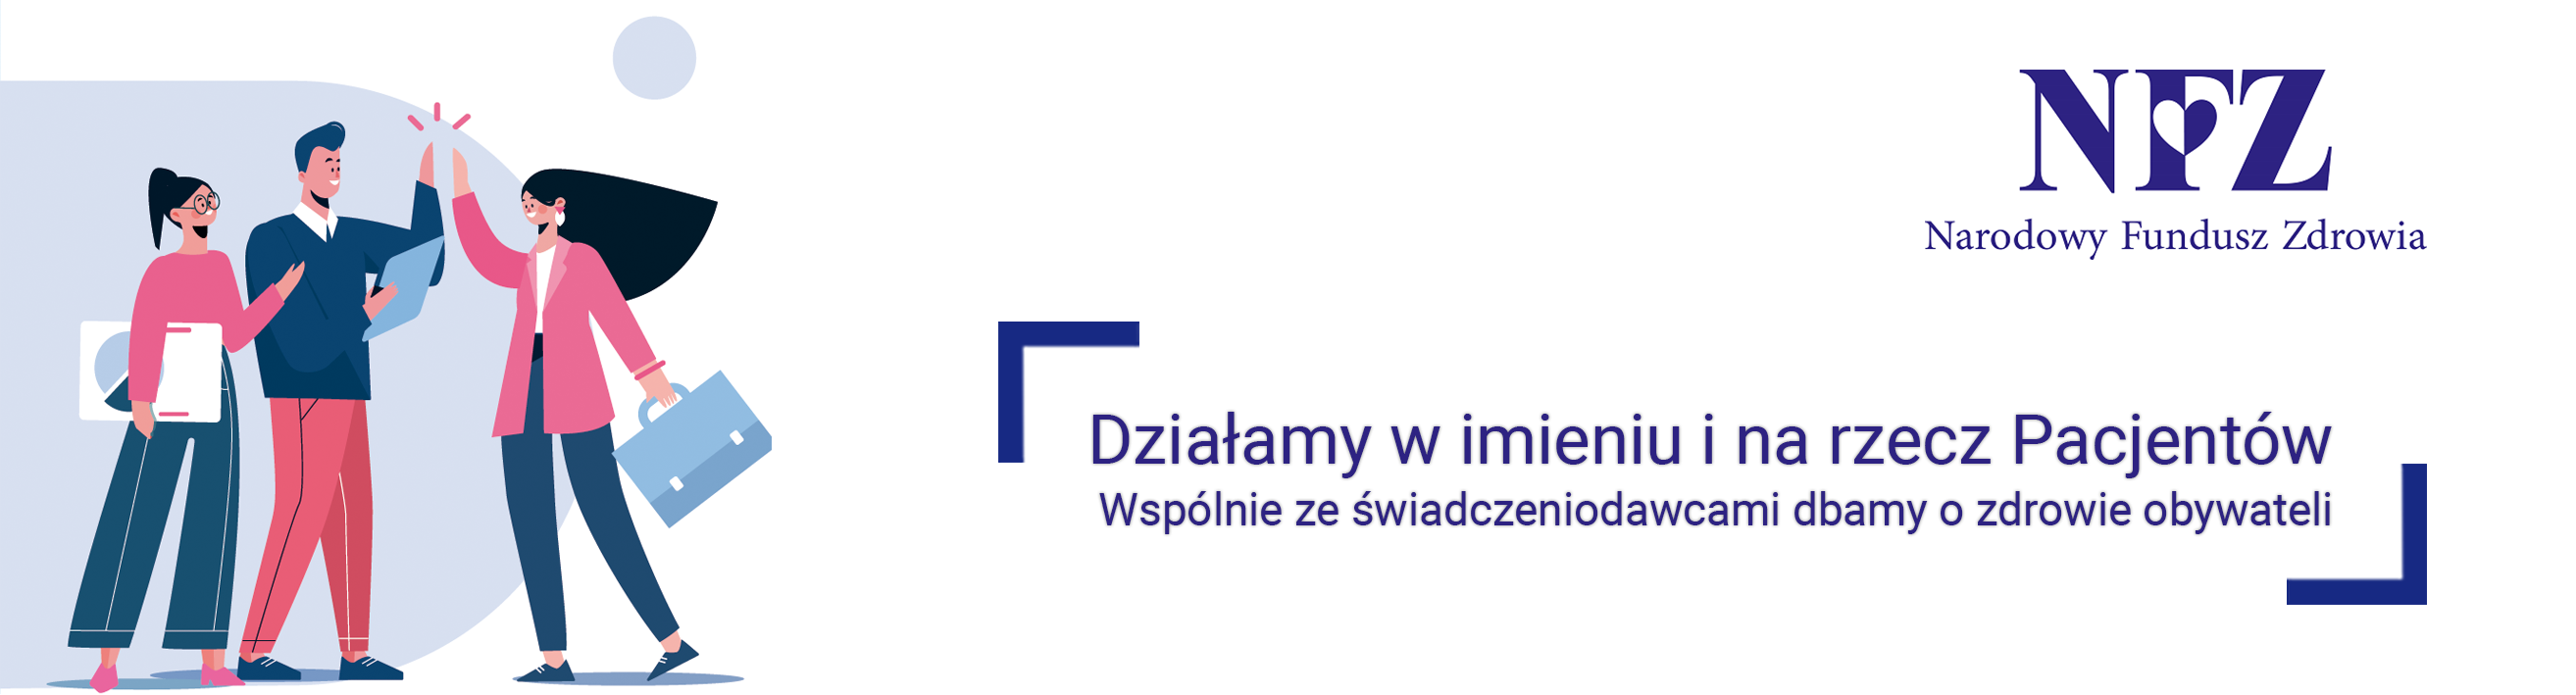 NFZ
Narodowy Fundusz Zdrowia
Działamy w imieniu i na rzecz Pacjentów
Wspólnie ze świadczeniodawcami dbamy o zdrowie obywateli